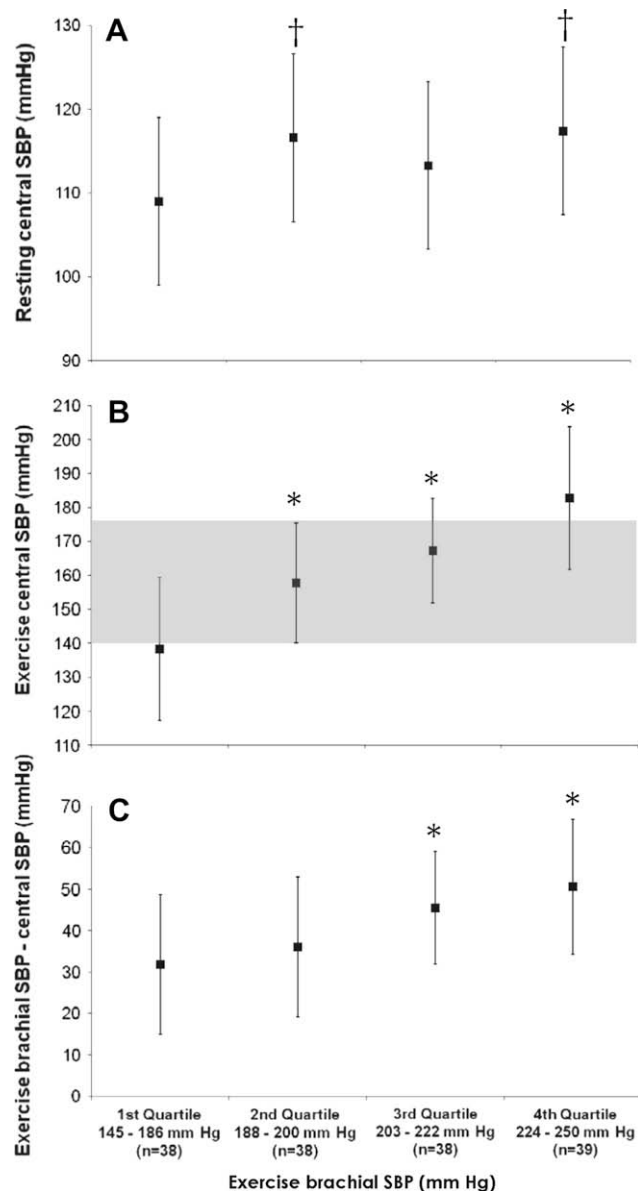 A
Resting central SBP (mmHg)
130
120
110
100
90
†
†
B
Exercise central SBP (mmHg)
210
200
190
180
170
160
150
140
130
120
110
*
*
*
C
Exercise brachial SBP - central SBP (mmHg)
70
60
50
40
30
20
10
0
*
*
1st Quartile
145 - 186 mm Hg
(n=38)
2nd Quartile
188 - 200 mm Hg
(n=38)
3rd Quartile
203 - 222 mm Hg
(n=38)
4th Quartile
224 - 250 mm Hg
(n=39)
Exercise brachial SBP (mm Hg)